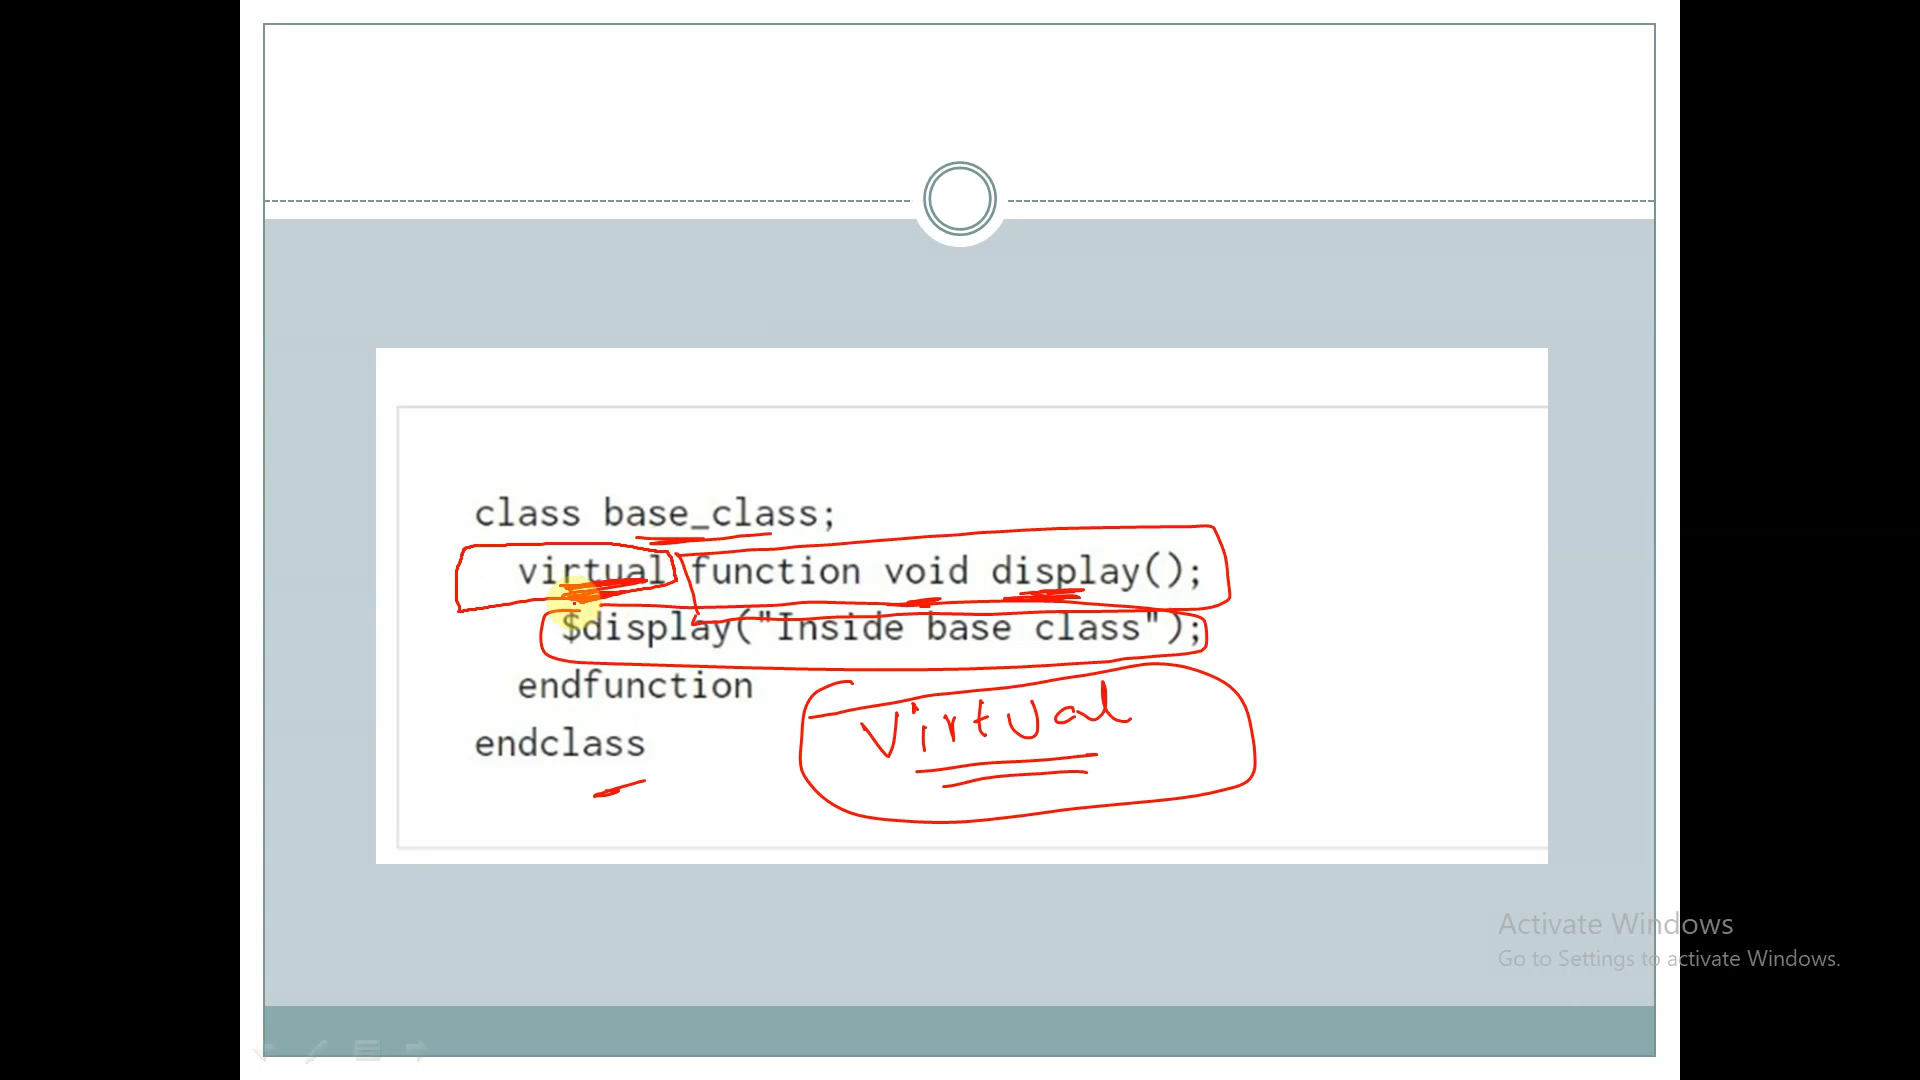 class base_class;
virtual function void display();
$display("Inside base class");
endfunction
endclass
Virtual
Activate Windows
Go to Settings to activate Windows.